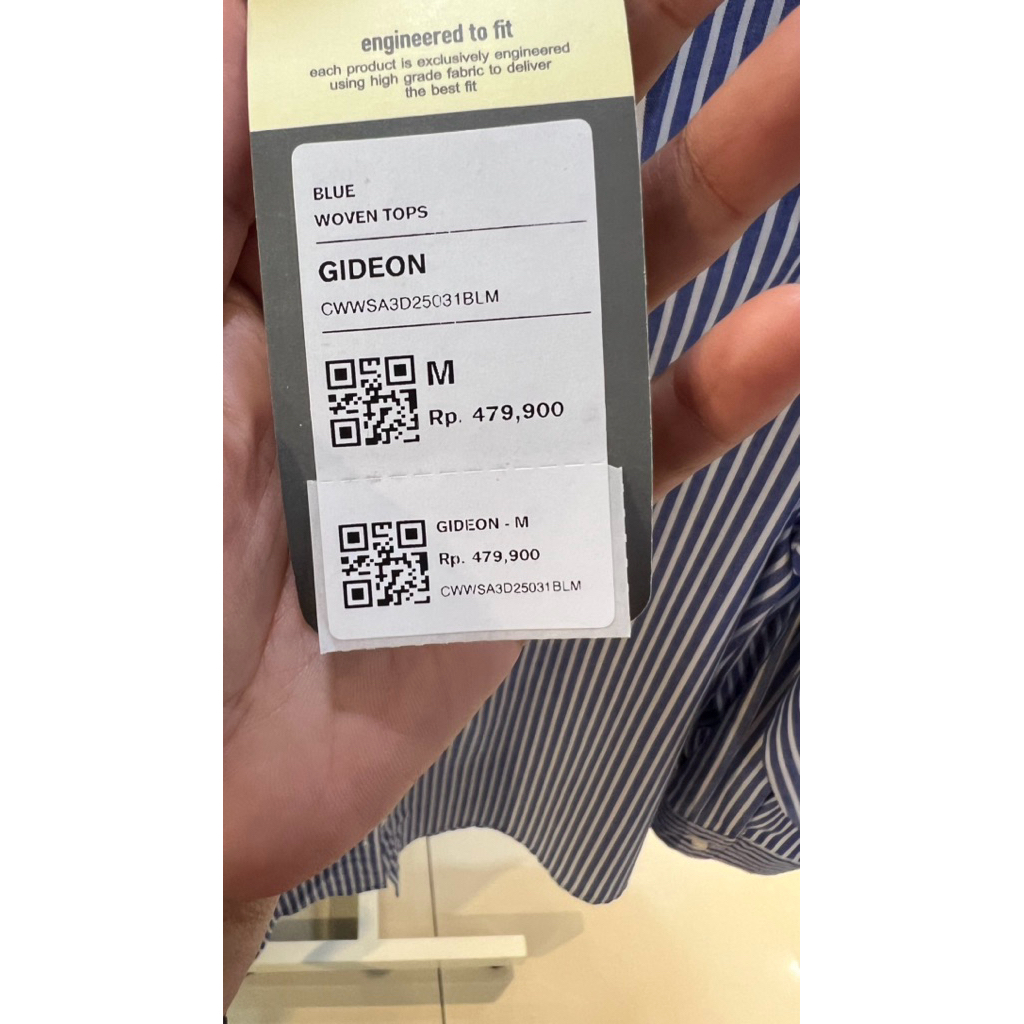 engineered to fit
each product is exclusively engineered
using high grade fabric to deliver
the best fit
BLUE
WOVEN TOPS
GIDEON
CWWSA3D25031BLM
M
Rp. 479,900
GIDEON - M
Rp. 479,900
CWWSA3D25031BLM